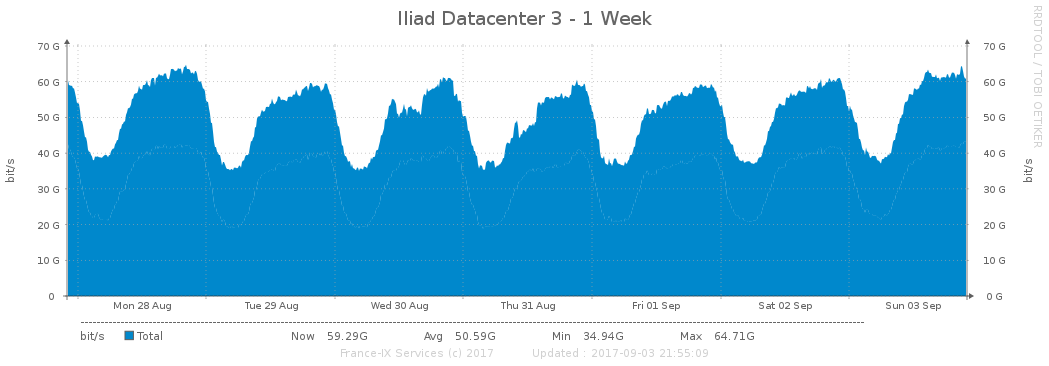 Iliad Datacenter 3 - 1 Week
RRDTOOL / TOBI OETIKER
70 G 70 G
60 G 60 G
50 G 50 G
40 G 40 G
30 G 30 G
20 G 20 G
10 G 10 G
0 0 G
bit/s bit/s
Mon 28 Aug Tue 29 Aug Wed 30 Aug Thu 31 Aug Fri 01 Sep Sat 02 Sep Sun 03 Sep
bit/s Total Now 59.29G Avg 50.59G Min 34.94G Max 64.71G
France-IX Services (c) 2017 Updated : 2017-09-03 21:55:09